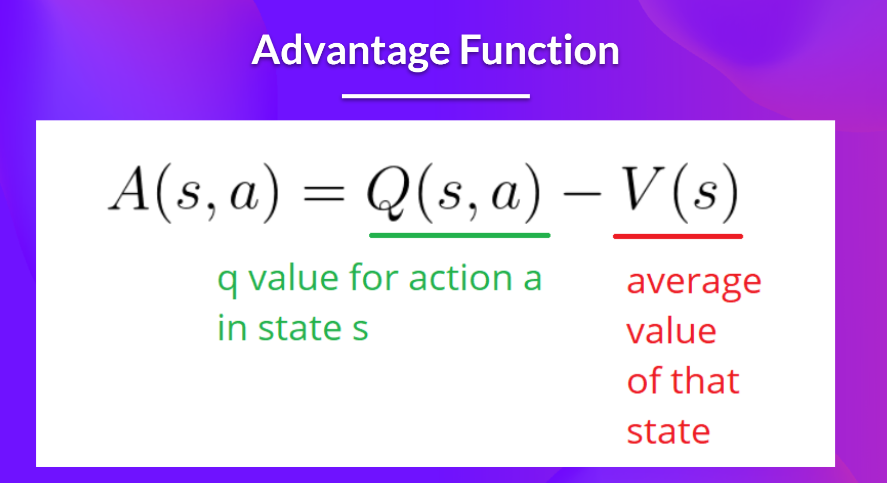 Advantage Function
A(s, a) = Q(s, a) − V(s)
q value for action a
in state s
average
value
of that
state